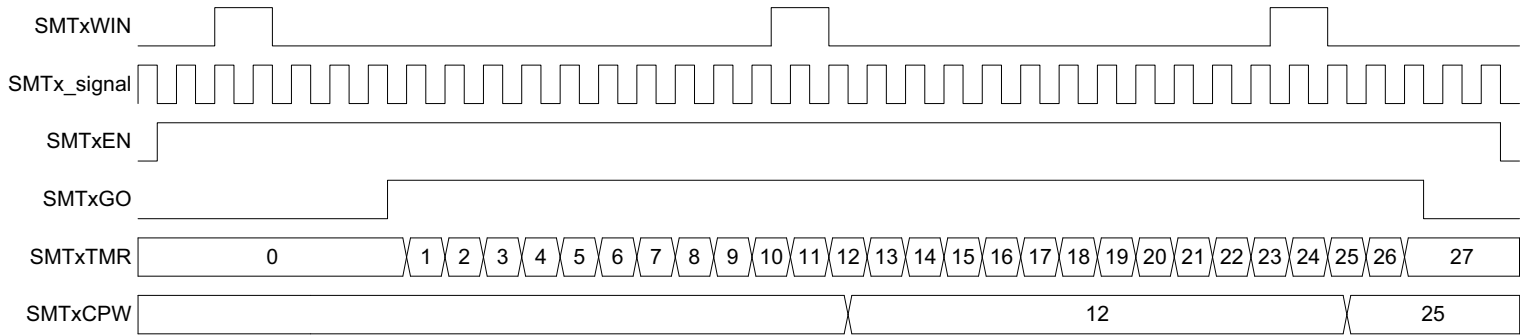 SMTxWIN
SMTx_signal
SMTxEN
SMTxGO
SMTxTMR 0 1 2 3 4 5 6 7 8 9 10 11 12 13 14 15 16 17 18 19 20 21 22 23 24 25 26 27
SMTxCPW 12 25